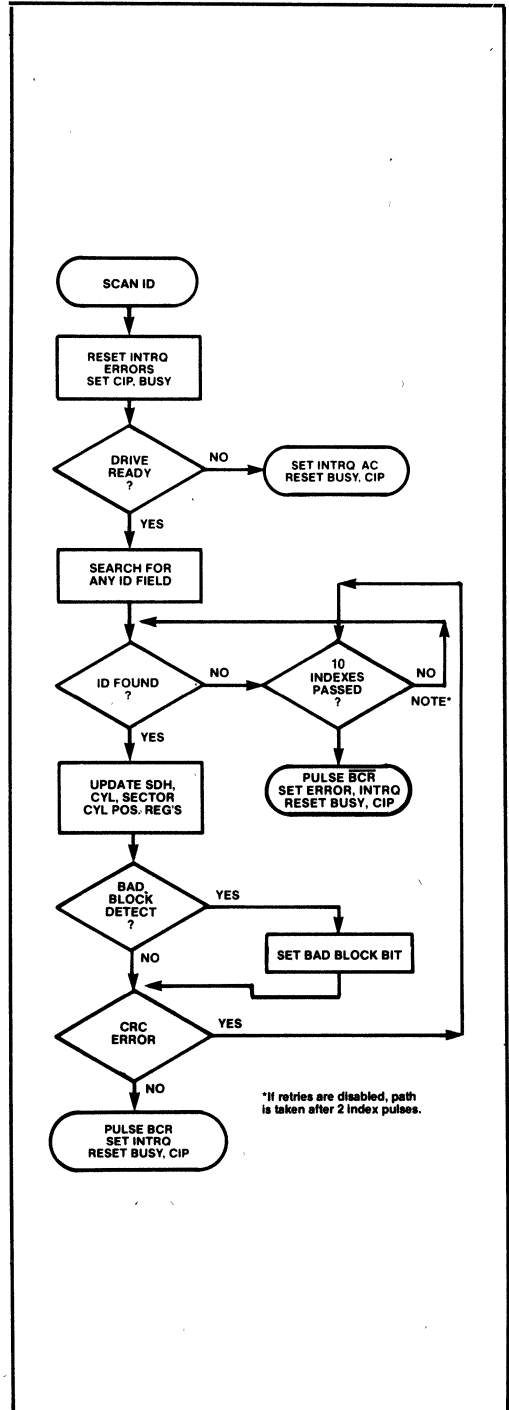 SCAN ID
RESET INTRQ
ERRORS
SET CIP, BUSY
DRIVE
READY
?
NO
SET INTRQ AC
RESET BUSY, CIP
YES
SEARCH FOR
ANY ID FIELD
ID FOUND
?
NO
10
INDEXES
PASSED
?
NO
NOTE*
YES
PULSE B̅C̅R̅
SET ERROR, INTRQ
RESET BUSY, CIP
UPDATE SDH,
CYL, SECTOR
CYL POS. REG'S
BAD
BLOCK
DETECT
?
YES
SET BAD BLOCK BIT
NO
CRC
ERROR
YES
NO
*If retries are disabled, path
is taken after 2 index pulses.
PULSE BCR
SET INTRQ
RESET BUSY, CIP